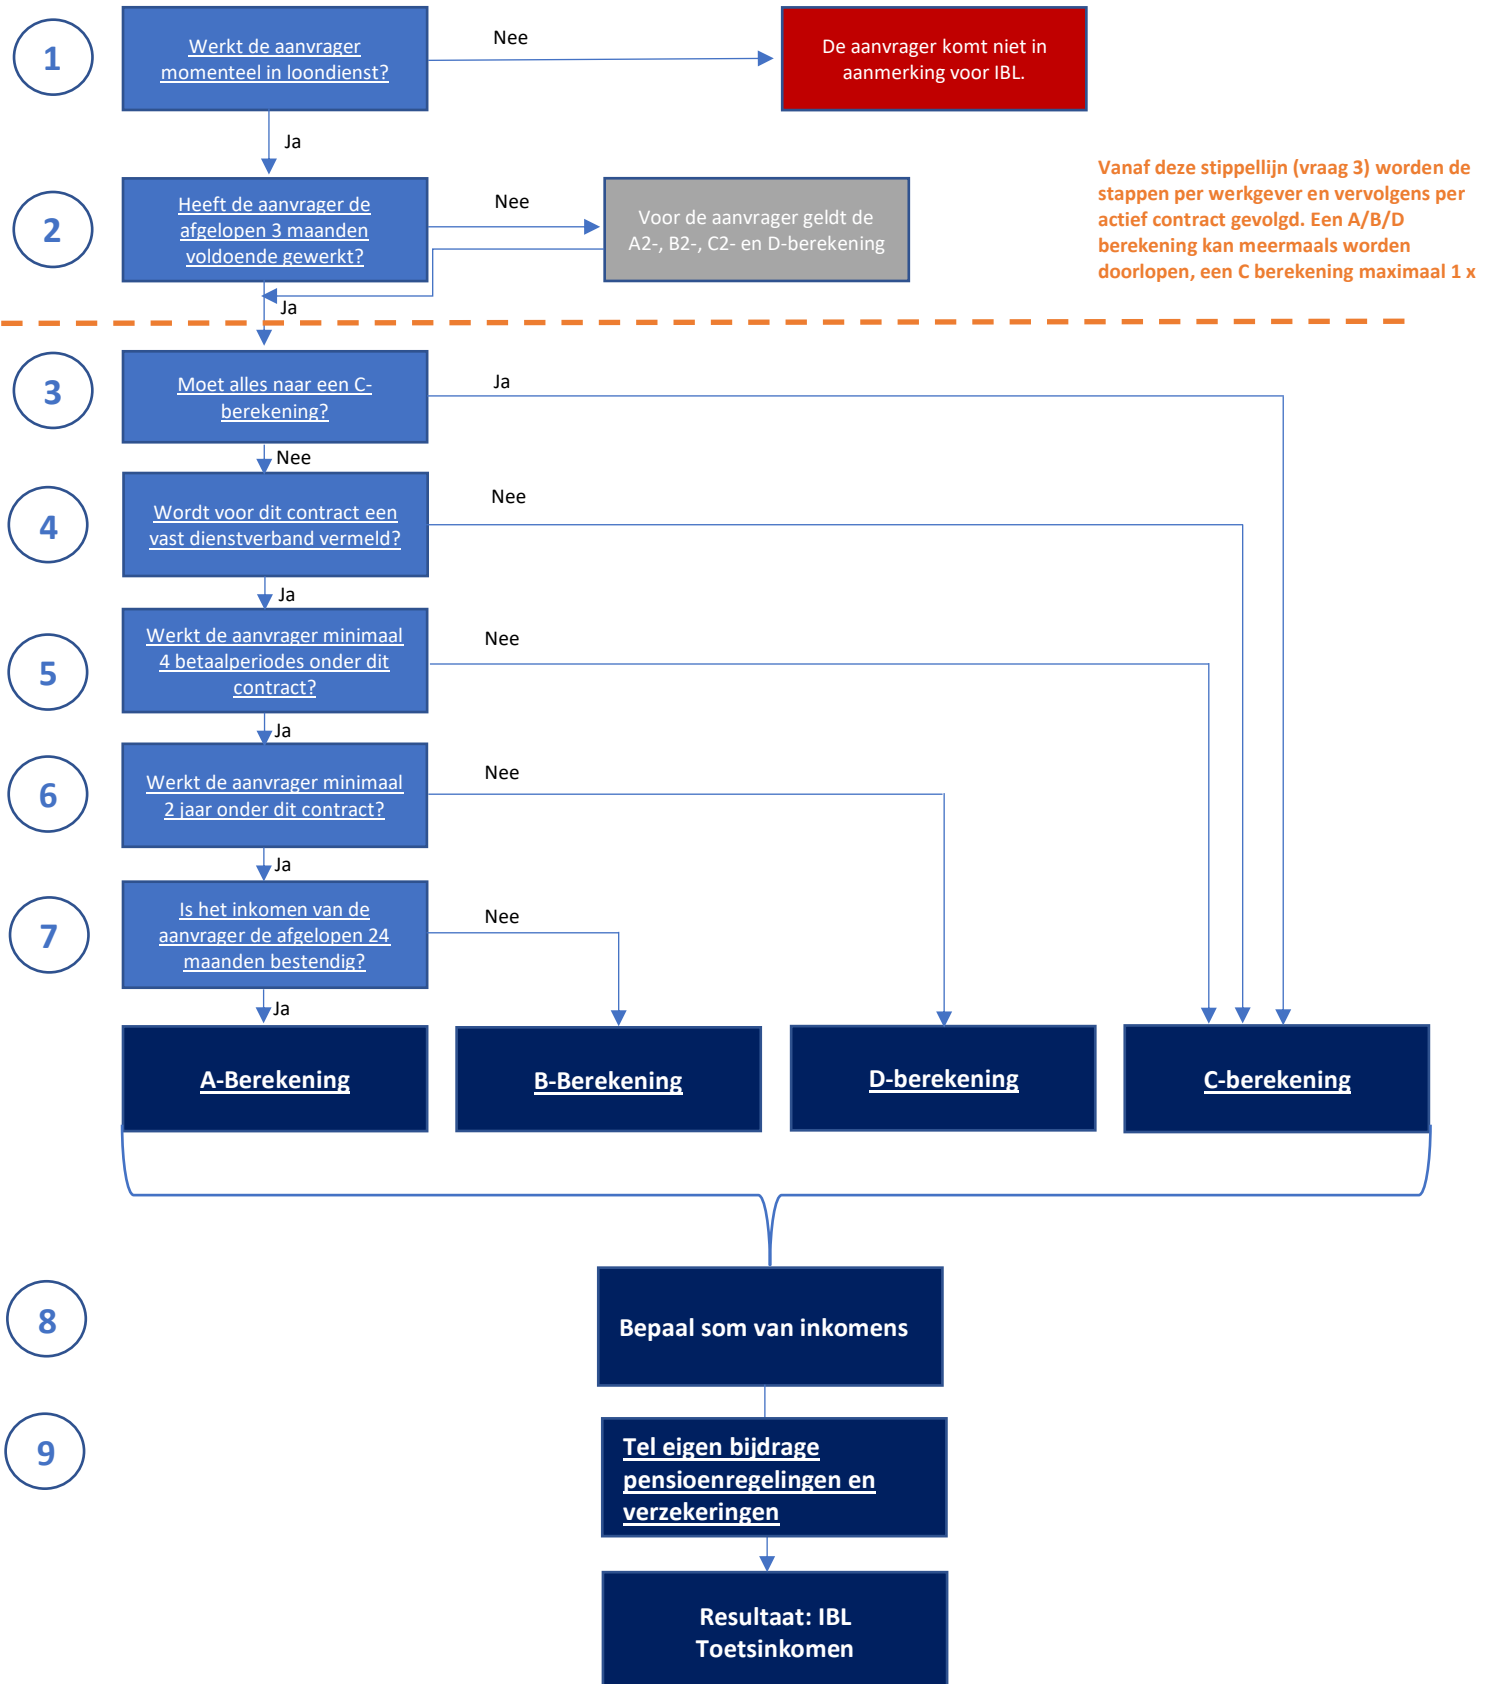 1
Werkt de aanvrager
momenteel in loondienst?
Nee
De aanvrager komt niet in
aanmerking voor IBL.
Ja
Vanaf deze stippellijn (vraag 3) worden de
stappen per werkgever en vervolgens per
actief contract gevolgd. Een A/B/D
berekening kan meermaals worden
doorlopen, een C berekening maximaal 1 x
2
Heeft de aanvrager de
afgelopen 3 maanden
voldoende gewerkt?
Nee
Voor de aanvrager geldt de
A2-, B2-, C2- en D-berekening
Ja
3
Moet alles naar een C-
berekening?
Ja
Nee
4
Wordt voor dit contract een
vast dienstverband vermeld?
Nee
Ja
5
Werkt de aanvrager minimaal
4 betaalperiodes onder dit
contract?
Nee
Ja
6
Werkt de aanvrager minimaal
2 jaar onder dit contract?
Nee
Ja
7
Is het inkomen van de
aanvrager de afgelopen 24
maanden bestendig?
Nee
Ja
A-Berekening
B-Berekening
D-berekening
C-berekening
8
Bepaal som van inkomens
9
Tel eigen bijdrage
pensioenregelingen en
verzekeringen
Resultaat: IBL
Toetsinkomen